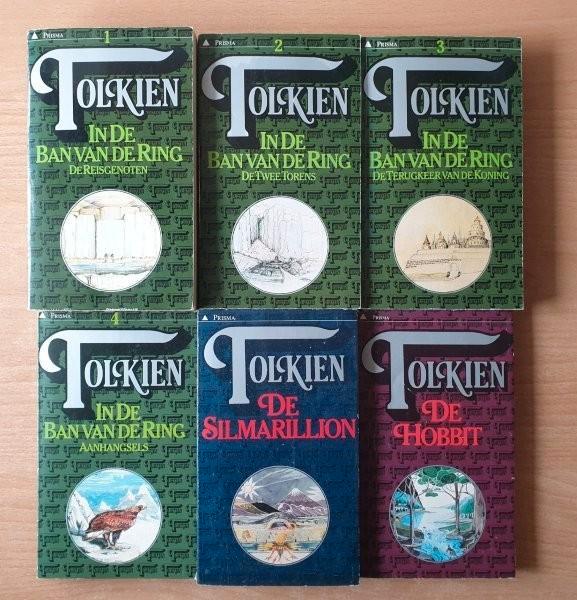 PRISMA
1
TOLKIEN
IN DE
BAN VAN DE RING
DE REISGENOTEN
PRISMA
2
TOLKIEN
IN DE
BAN VAN DE RING
DE TWEE TORENS
PRISMA
3
TOLKIEN
IN DE
BAN VAN DE RING
DE TERUGKEER VAN DE KONING
PRISMA
4
TOLKIEN
IN DE
BAN VAN DE RING
AANHANGSELS
PRISMA
TOLKIEN
DE
SILMARILLION
PRISMA
TOLKIEN
DE
HOBBIT